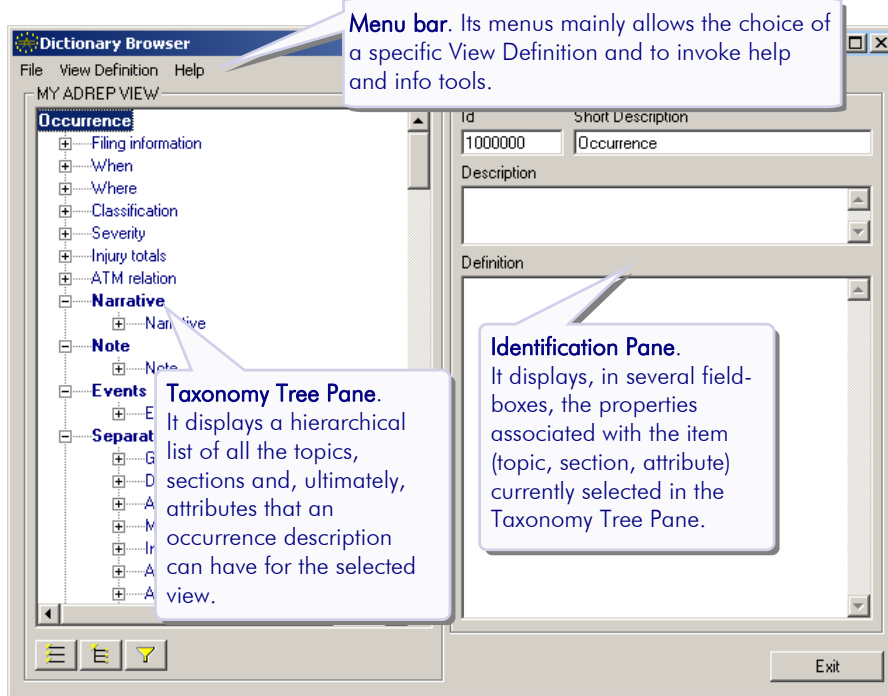 Menu bar. Its menus mainly allows the choice of
a specific View Definition and to invoke help
and info tools.
Dictionary Browser
File View Definition Help
MY ADREP VIEW
Occurrence
Filing information
When
Where
Classification
Severity
Injury totals
ATM relation
Narrative
Narrative
Note
Note
Events
E
Separat
G
D
A
M
Ir
A
A
Taxonomy Tree Pane.
It displays a hierarchical
list of all the topics,
sections and, ultimately,
attributes that an
occurrence description
can have for the selected
view.
Id Short Description
1000000 Occurrence
Description
Definition
Identification Pane.
It displays, in several field-
boxes, the properties
associated with the item
(topic, section, attribute)
currently selected in the
Taxonomy Tree Pane.
Exit